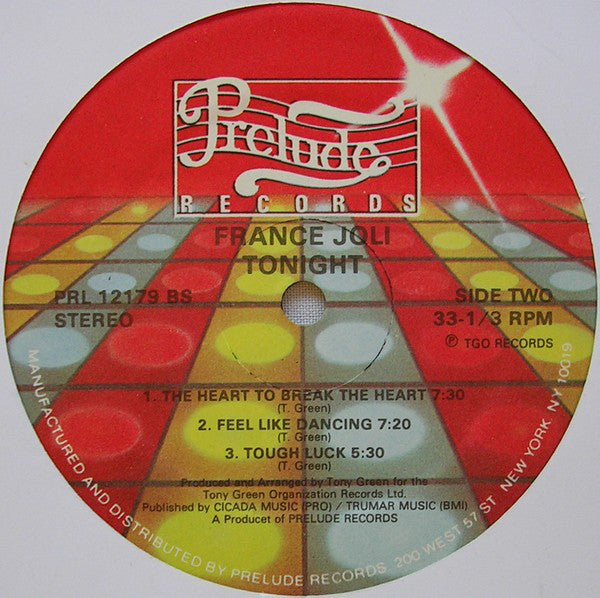 Prelude
RECORDS
FRANCE JOLI
TONIGHT
PRL 12179 BS
STEREO
SIDE TWO
33-1/3 RPM
℗ TGO RECORDS
1. THE HEART TO BREAK THE HEART 7:30
(T. Green)
2. FEEL LIKE DANCING 7:20
(T. Green)
3. TOUGH LUCK 5:30
(T. Green)
Produced and Arranged by Tony Green for the
Tony Green Organization Records Ltd.
Published by CICADA MUSIC (PRO) / TRUMAR MUSIC (BMI)
A Producet of PRELUDE RECORDS
MANUFACTURED AND DISTRIBUTED BY PRELUDE RECORDS, 200 WEST 57 ST. NEW YORK, NY 10019